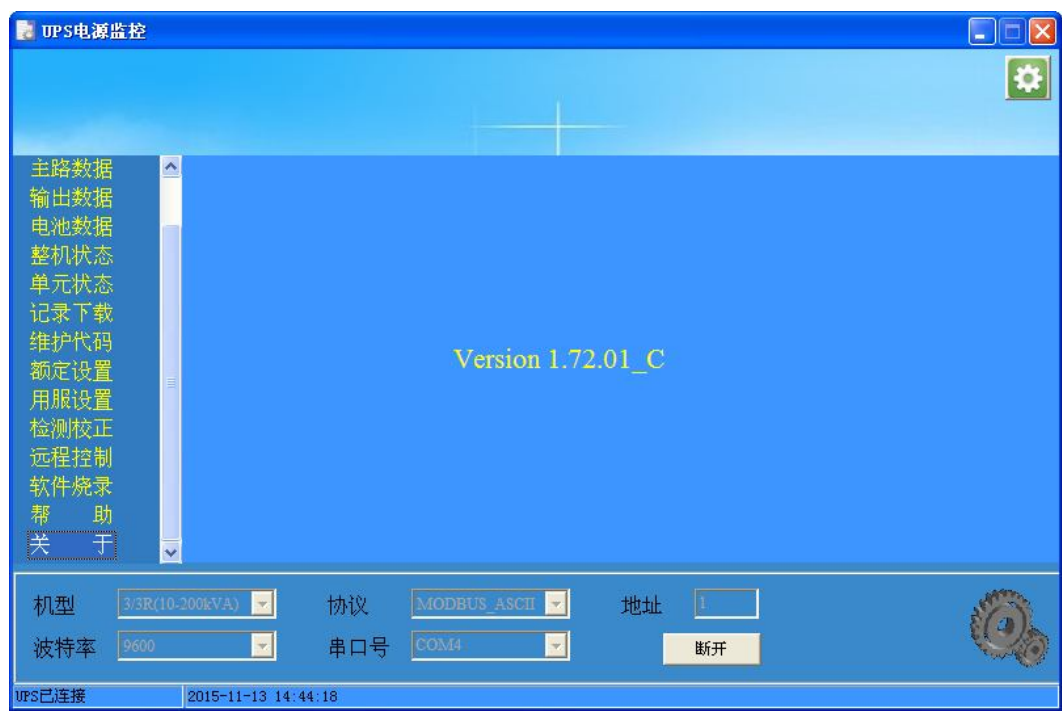 UPS电源监控
主路数据
输出数据
电池数据
整机状态
单元状态
记录下载
维护代码
额定设置
用服设置
检测校正
远程控制
软件烧录
帮 助
关 于
Version 1.72.01_C
机型 3/3R(10-200kVA) 协议 MODBUS_ASCII 地址 1
波特率 9600 串口号 COM4 断开
UPS已连接 2015-11-13 14:44:18